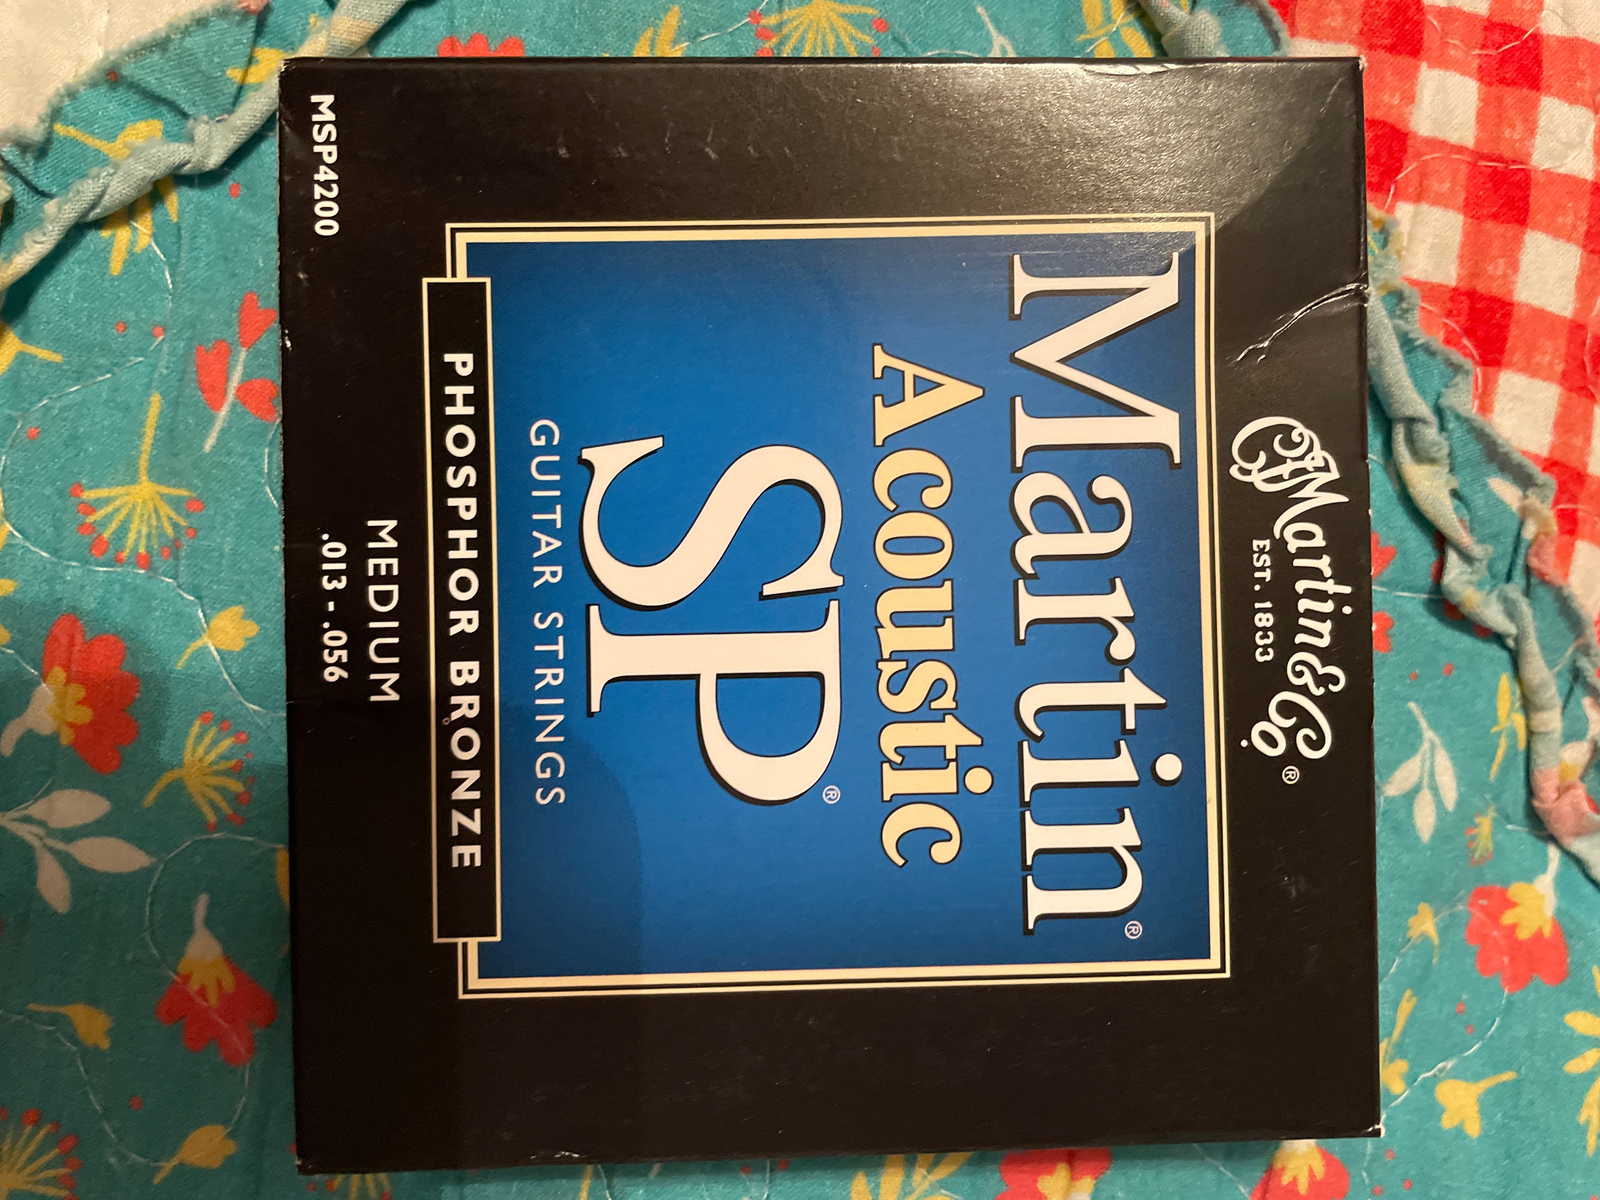 C.F. Martin & Co.®
EST. 1833
Martin®
Acoustic
SP®
GUITAR STRINGS
PHOSPHOR BRONZE
MEDIUM
.013 - .056
MSP4200